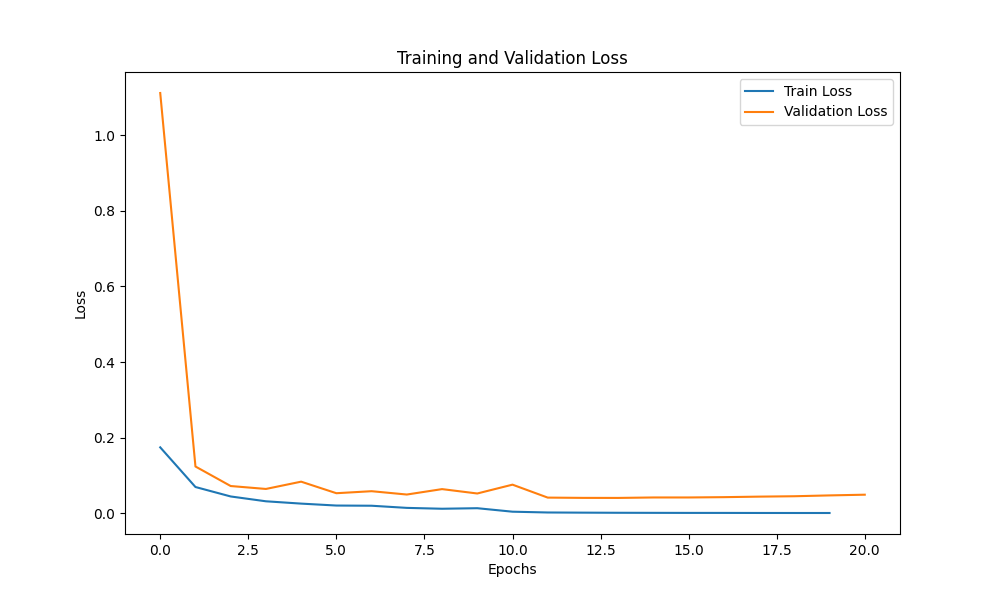 Training and Validation Loss
Train Loss
Validation Loss
1.0
0.8
0.6
0.4
0.2
0.0
Loss
0.0 2.5 5.0 7.5 10.0 12.5 15.0 17.5 20.0
Epochs